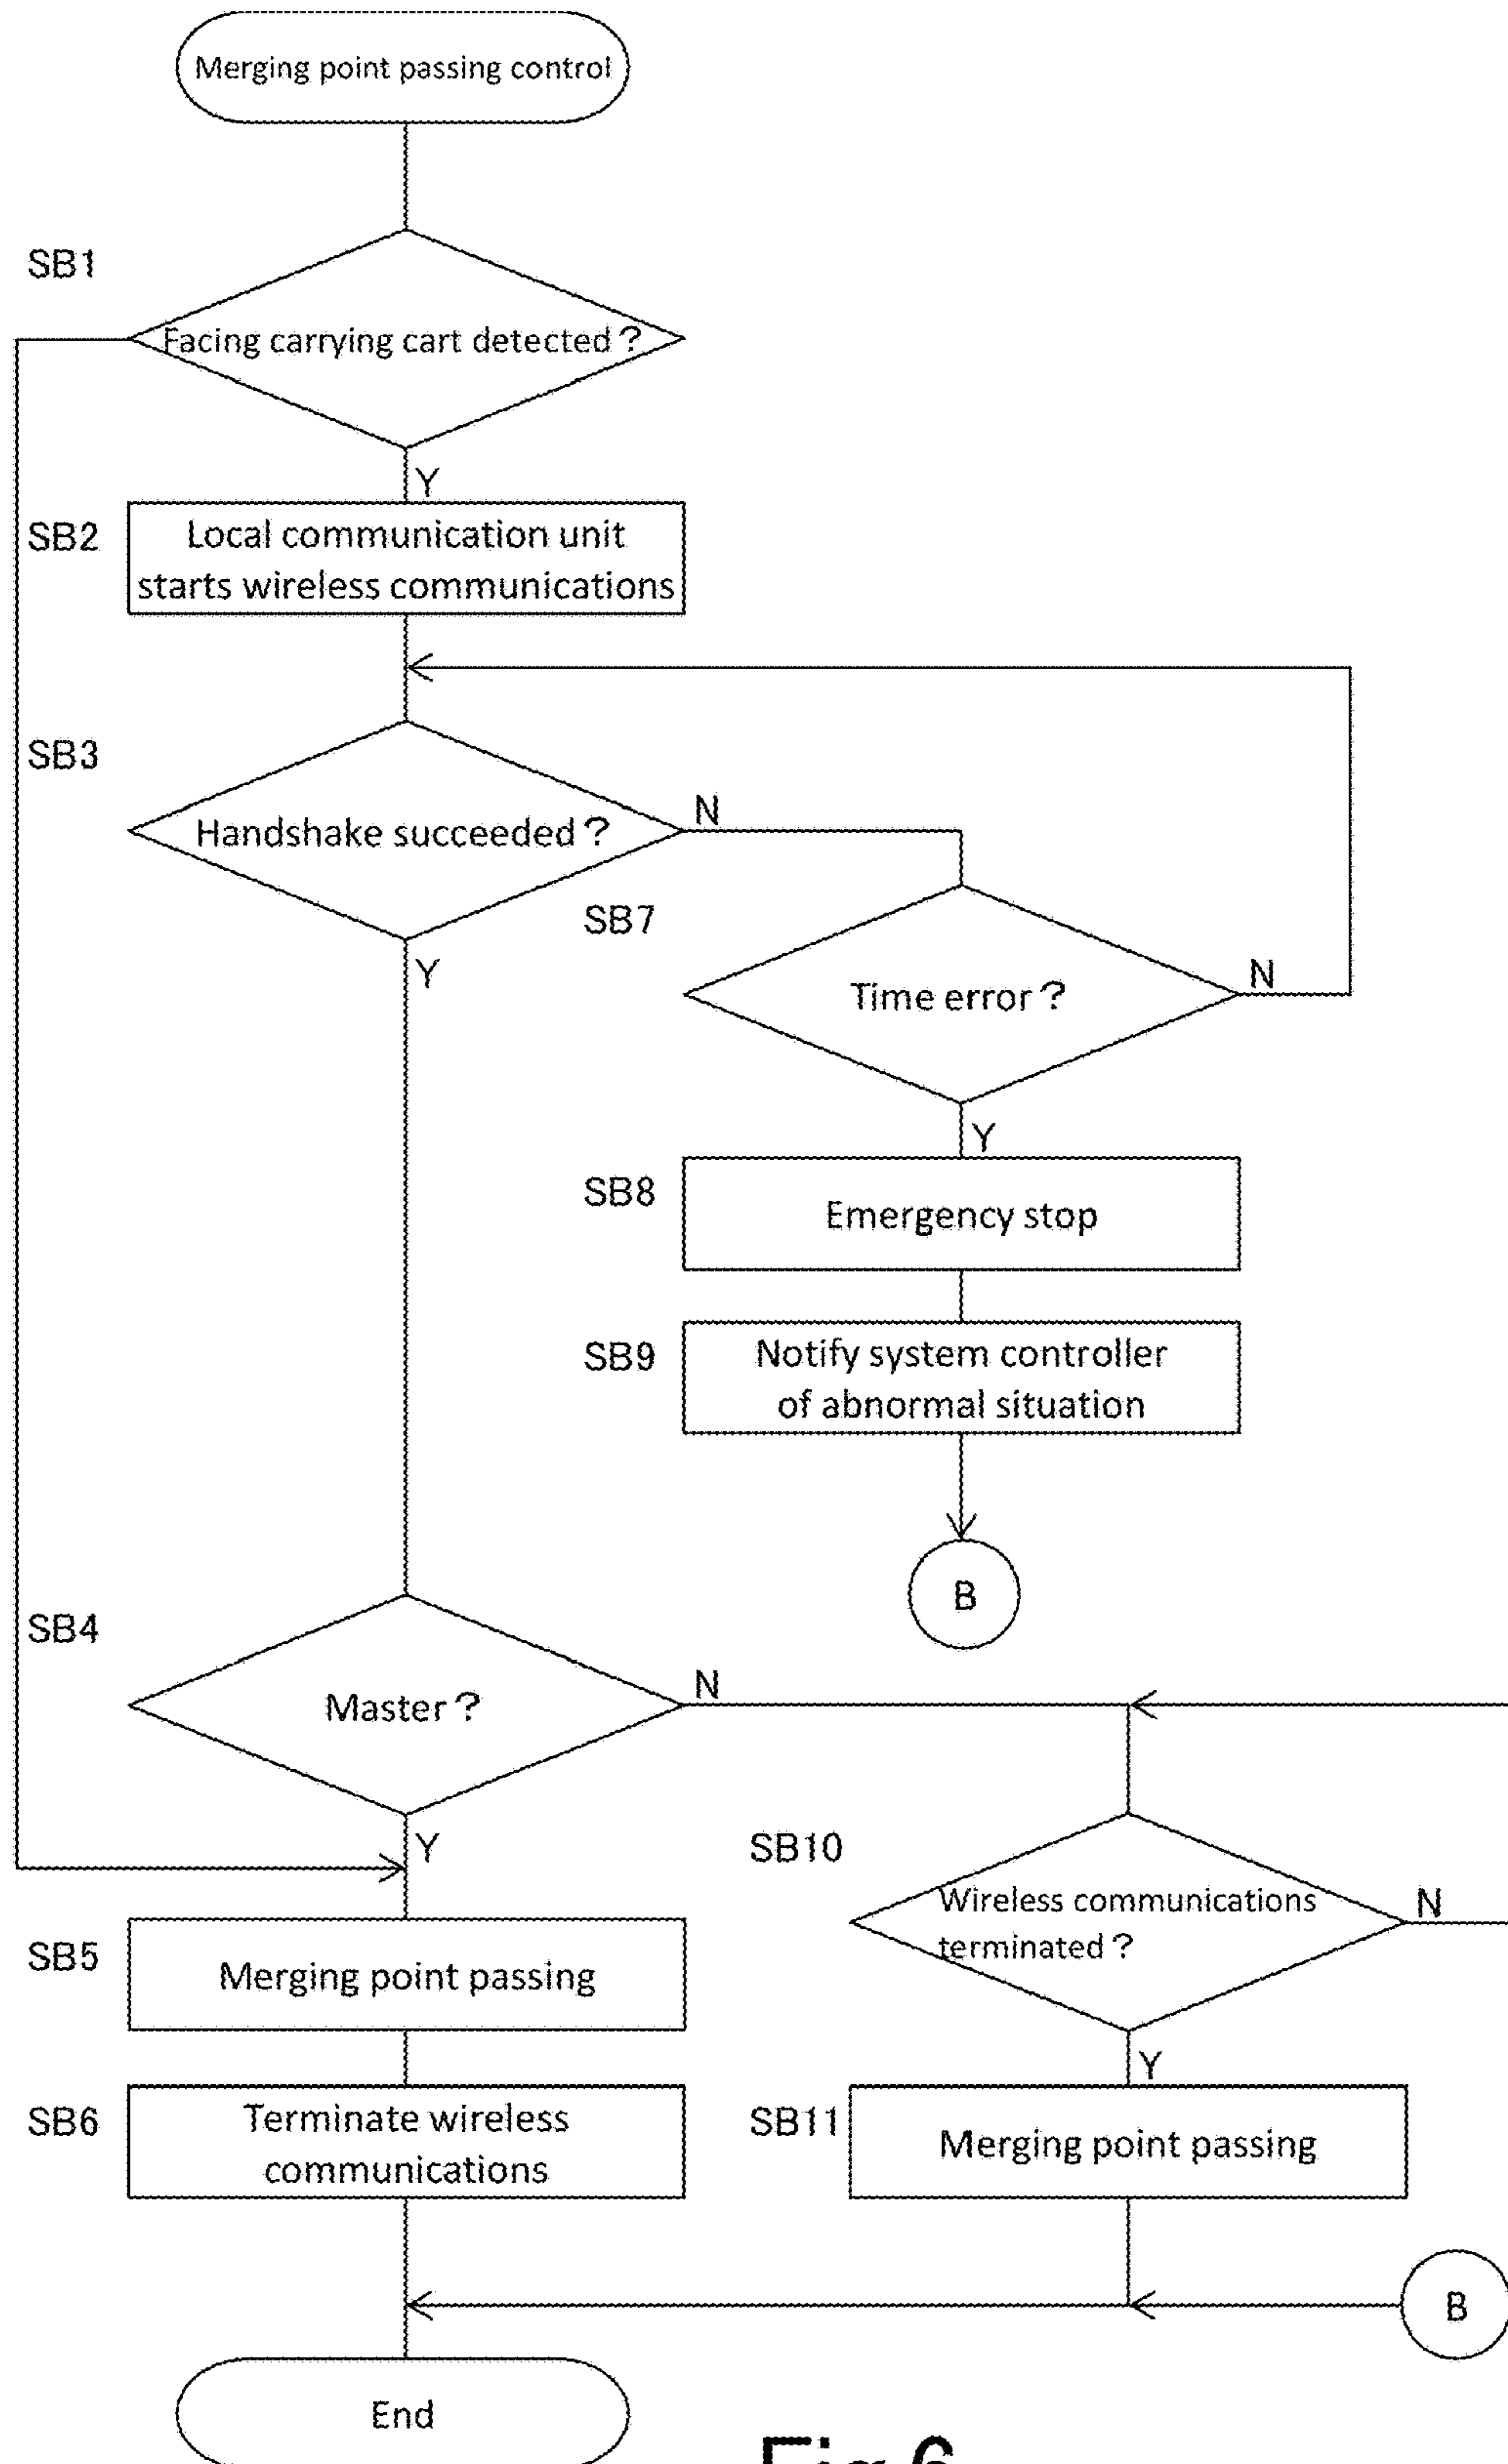 Merging point passing control
SB1
Facing carrying cart detected?
Y
SB2
Local communication unit
starts wireless communications
SB3
Handshake succeeded?
N
Y
SB7
Time error?
N
Y
SB8
Emergency stop
SB9
Notify system controller
of abnormal situation
B
SB4
Master?
N
Y
SB10
Wireless communications
terminated?
N
Y
SB5
Merging point passing
SB6
Terminate wireless
communications
SB11
Merging point passing
B
End
Fig.6